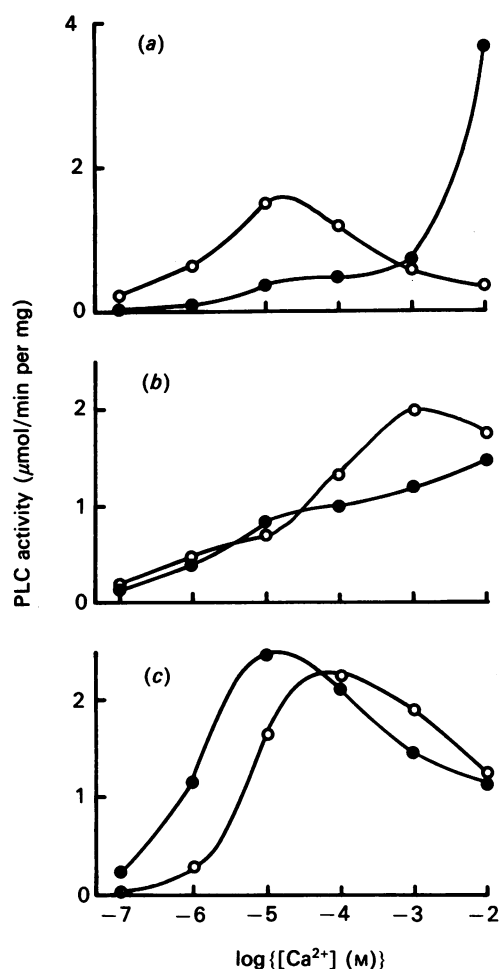 (a)
4
2
0
(b)
2
1
0
(c)
2
1
0
PLC activity (μmol/min per mg)
−7 −6 −5 −4 −3 −2
log{[Ca²⁺] (M)}